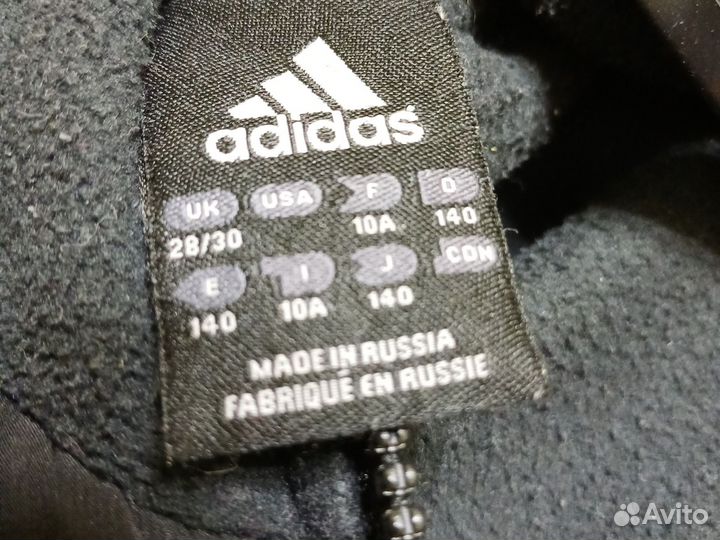 adidas
UK USA F D
28/30 10A 140
E I J CDN
140 10A 140
MADE IN RUSSIA
FABRIQUÉ EN RUSSIE
Avito